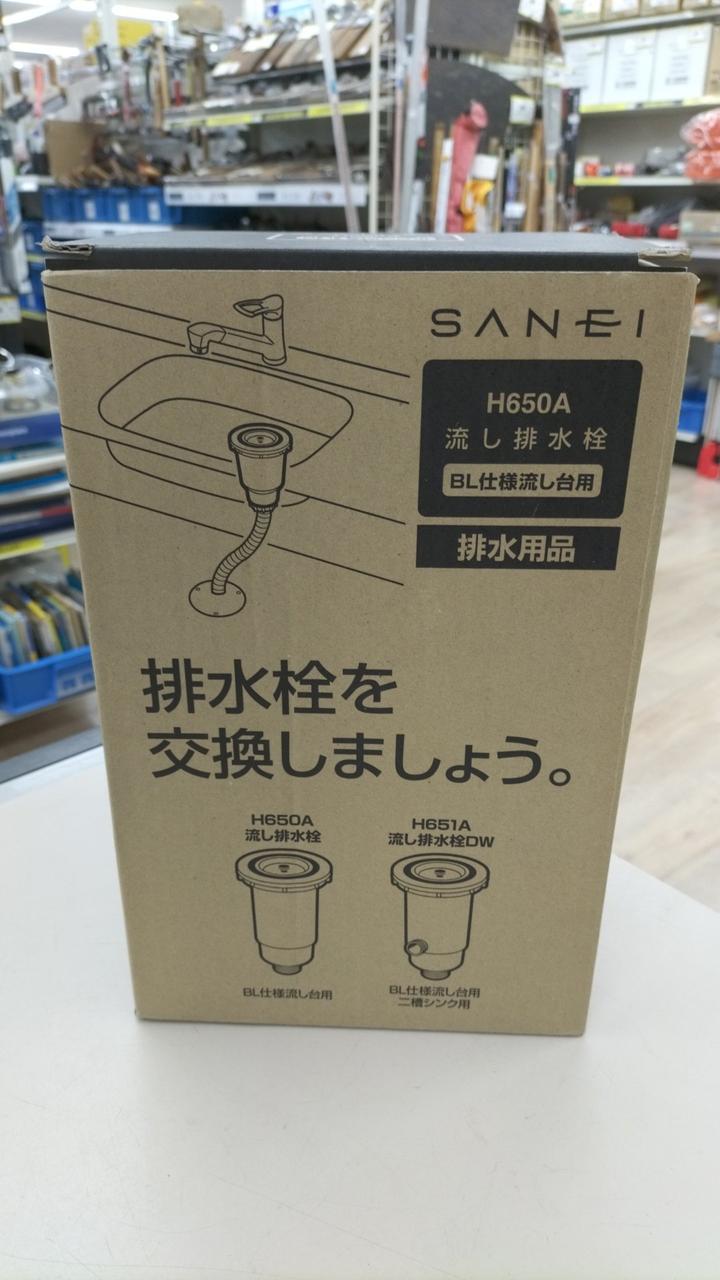 SANEI
H650A
流し排水栓
BL仕様流し台用
排水用品
排水栓を
交換しましょう。
H650A
流し排水栓
BL仕様流し台用
H651A
流し排水栓DW
BL仕様流し台用
二槽シンク用